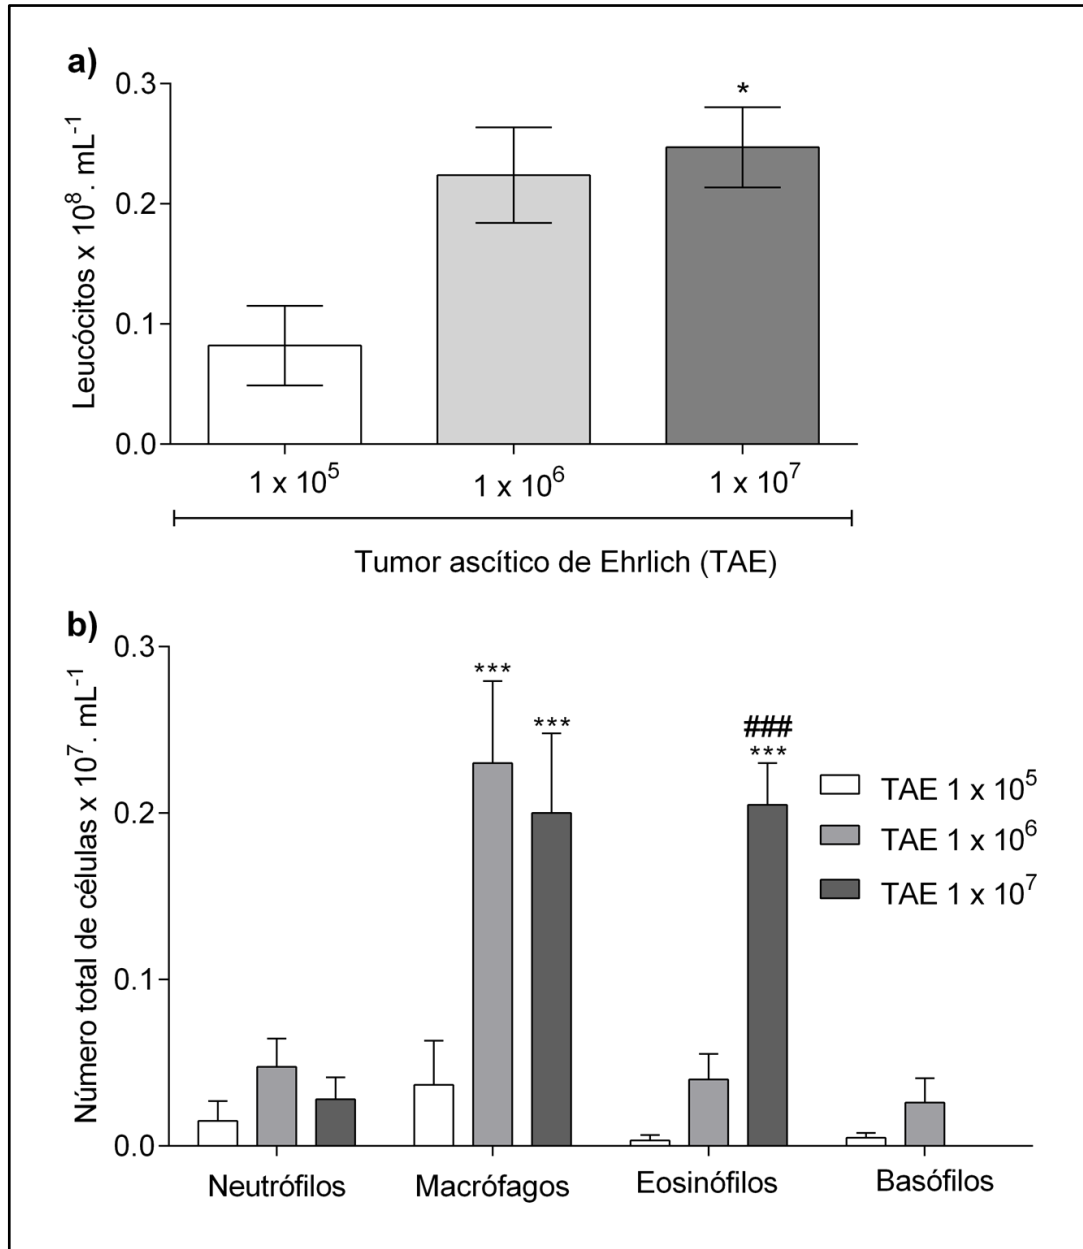 a)
Leucócitos x 10⁸ . mL⁻¹
0.3
0.2
0.1
0.0
*
1 x 10⁵
1 x 10⁶
1 x 10⁷
Tumor ascítico de Ehrlich (TAE)
b)
Número total de células x 10⁷ . mL⁻¹
0.3
0.2
0.1
0.0
***
***
###
***
TAE 1 x 10⁵
TAE 1 x 10⁶
TAE 1 x 10⁷
Neutrófilos
Macrófagos
Eosinófilos
Basófilos